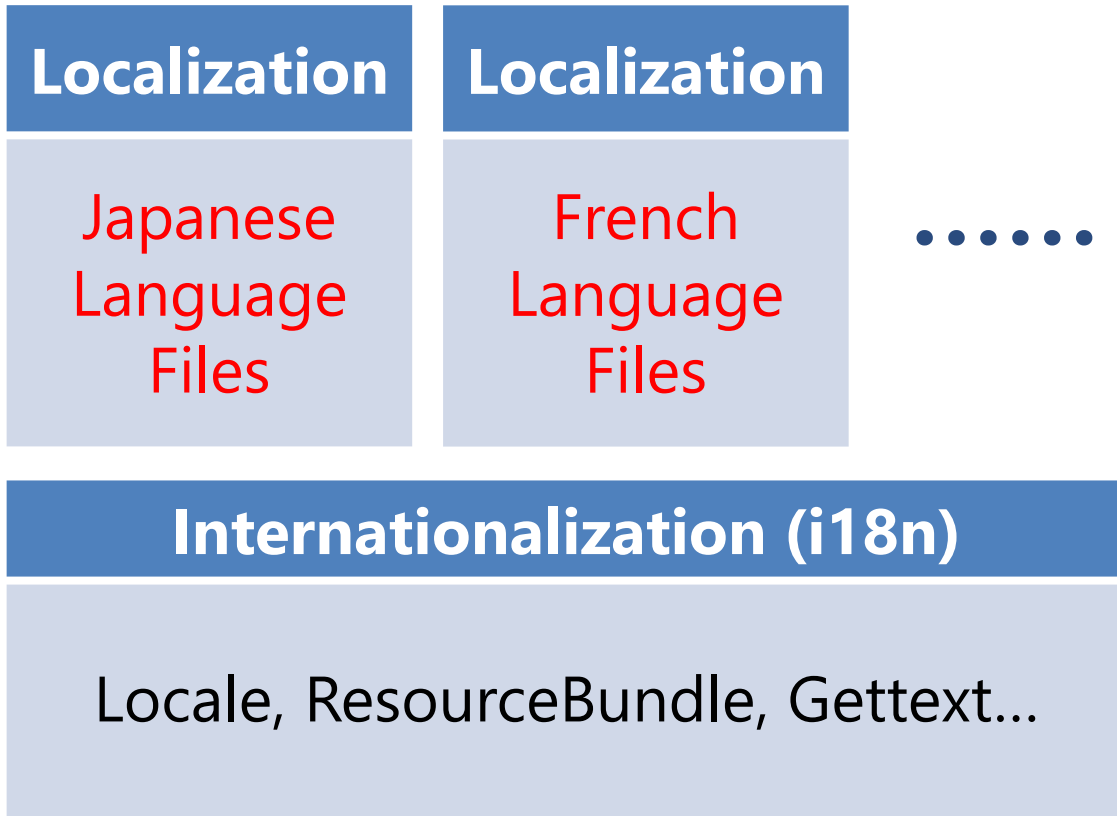 Localization
Japanese
Language
Files
Localization
French
Language
Files
Internationalization (i18n)
Locale, ResourceBundle, Gettext...